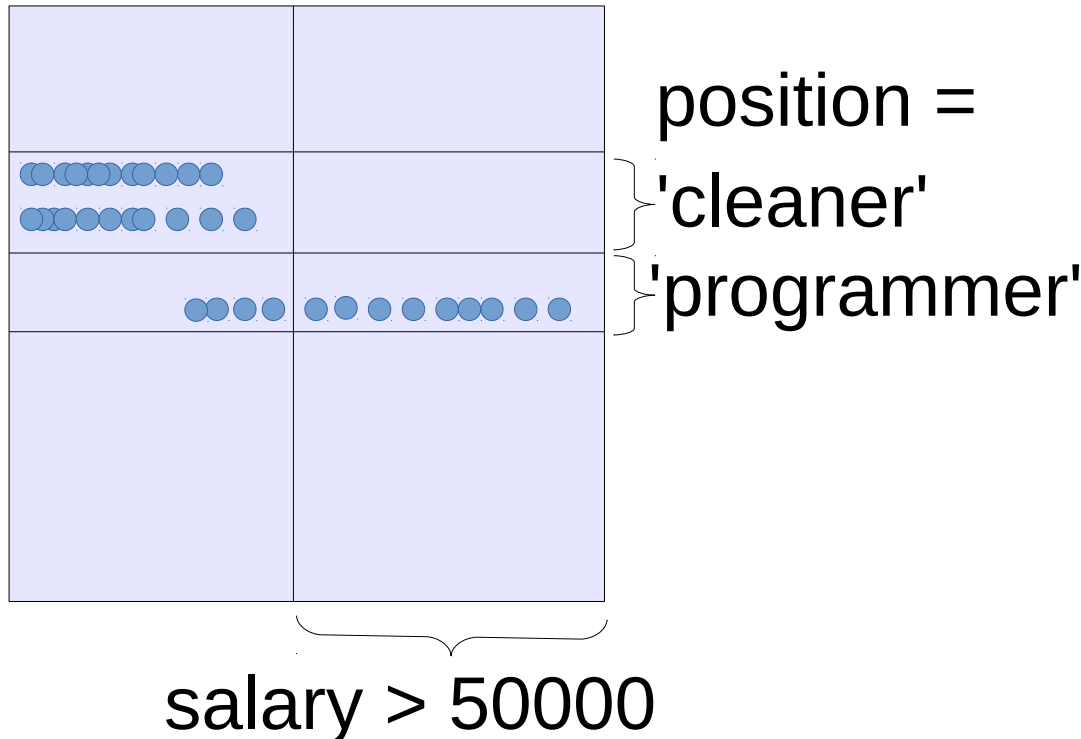 position =
'cleaner'
'programmer'
salary > 50000